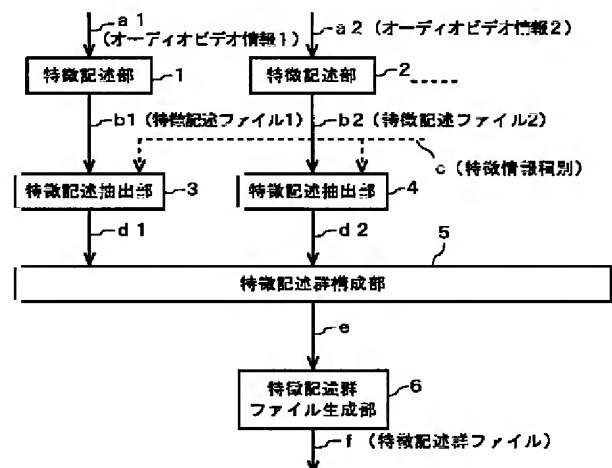 a1
(オーディオビデオ情報1)
a2 (オーディオビデオ情報2)
特徴記述部
1
特徴記述部
2
b1 (特徴記述ファイル1)
b2 (特徴記述ファイル2)
c (特徴情報種別)
特徴記述抽出部
3
特徴記述抽出部
4
d1
d2
5
特徴記述群構成部
e
特徴記述群
ファイル生成部
6
f (特徴記述群ファイル)